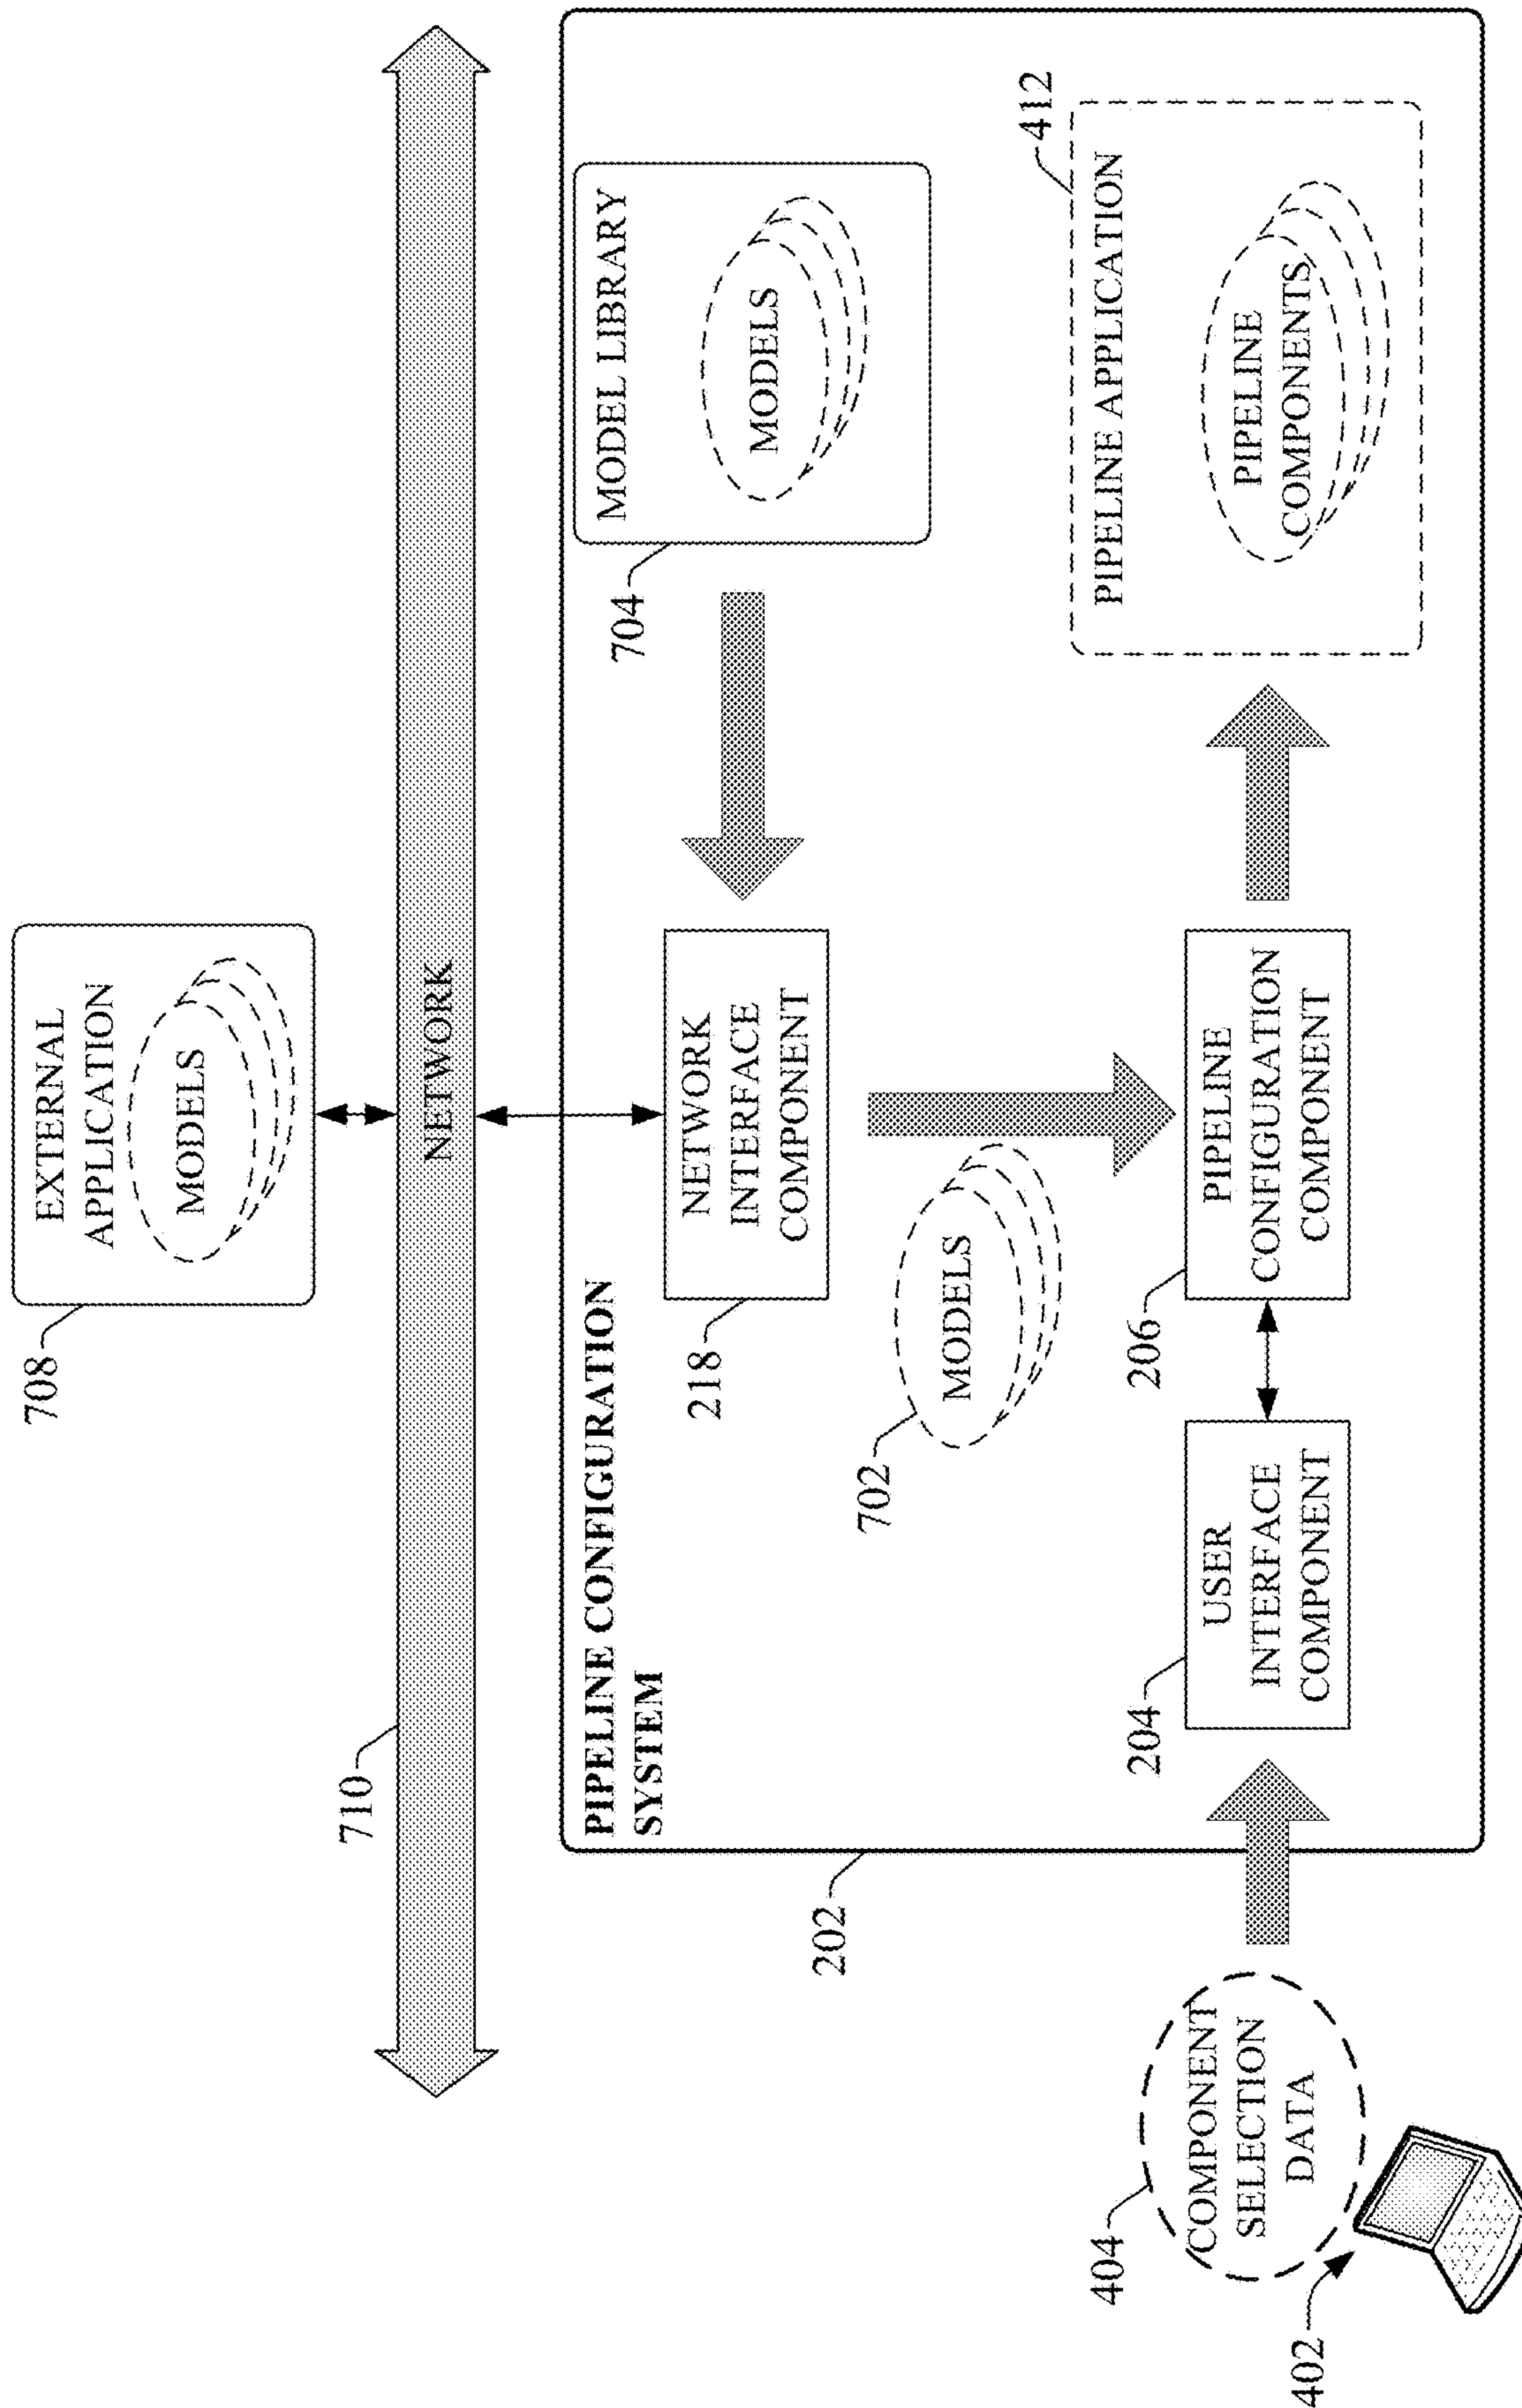 708
EXTERNAL
APPLICATION
MODELS
710
NETWORK
PIPELINE CONFIGURATION
SYSTEM
202
218
NETWORK
INTERFACE
COMPONENT
704
MODEL LIBRARY
MODELS
702
MODELS
404
COMPONENT
SELECTION
DATA
402
204
USER
INTERFACE
COMPONENT
206
PIPELINE
CONFIGURATION
COMPONENT
412
PIPELINE APPLICATION
PIPELINE
COMPONENTS